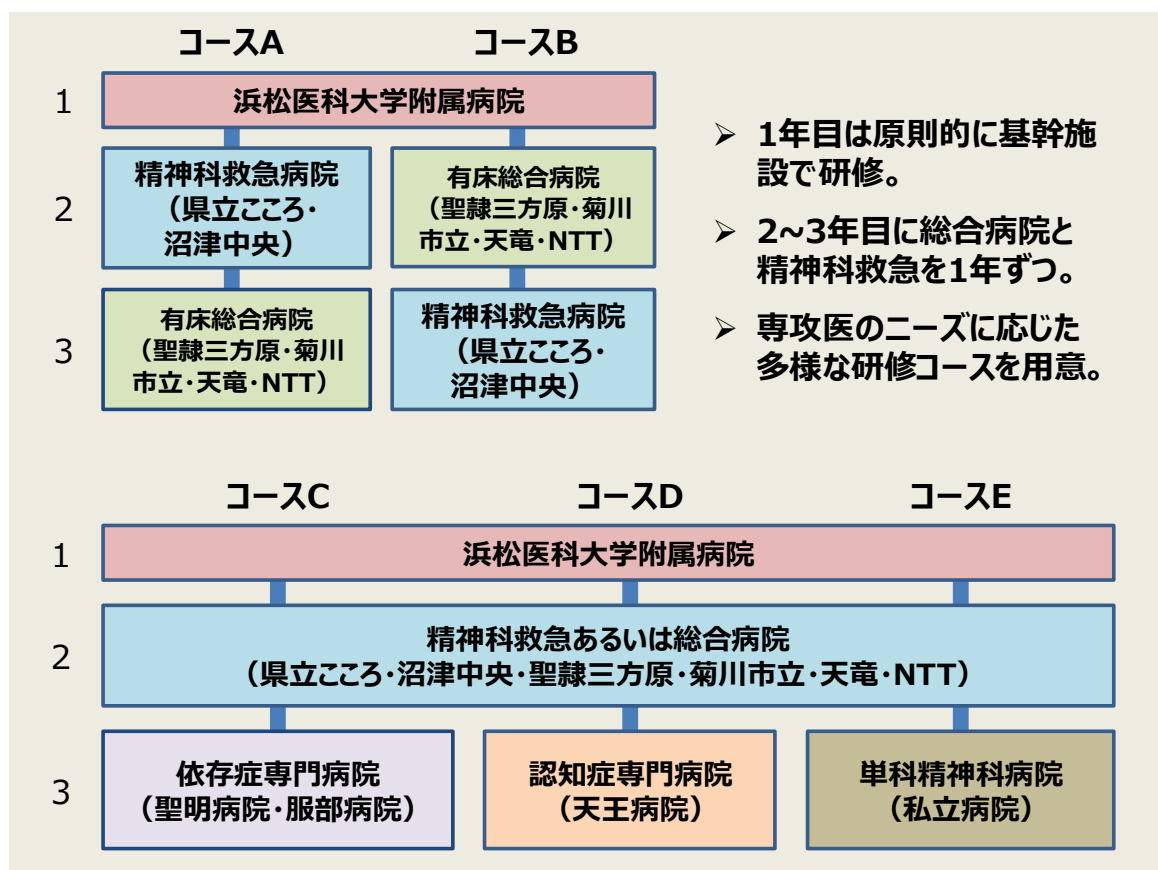 コースA
コースB
1
浜松医科大学附属病院
2
精神科救急病院
（県立こころ・
沼津中央）
有床総合病院
（聖隷三方原・菊川
市立・天竜・NTT）
3
有床総合病院
（聖隷三方原・菊川
市立・天竜・NTT）
精神科救急病院
（県立こころ・
沼津中央）
➢ 1年目は原則的に基幹施
設で研修。
➢ 2~3年目に総合病院と
精神科救急を1年ずつ。
➢ 専攻医のニーズに応じた
多様な研修コースを用意。
コースC
コースD
コースE
1
浜松医科大学附属病院
2
精神科救急あるいは総合病院
（県立こころ・沼津中央・聖隷三方原・菊川市立・天竜・NTT）
3
依存症専門病院
（聖明病院・服部病院）
認知症専門病院
（天王病院）
単科精神科病院
（私立病院）